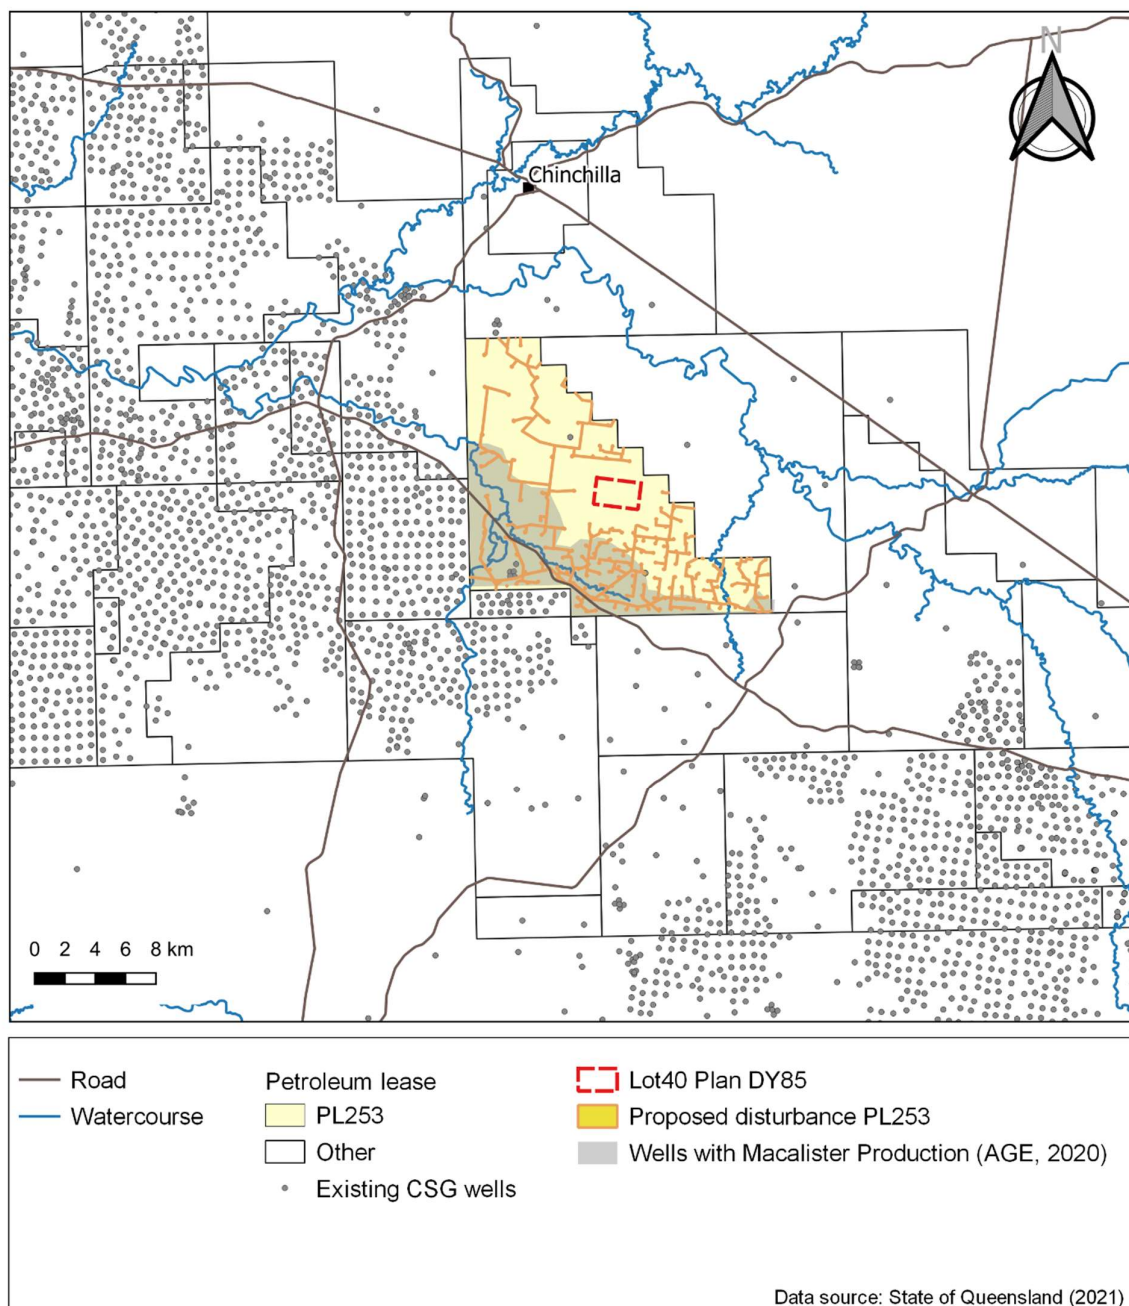 N
Chinchilla
0 2 4 6 8 km
Road
Watercourse
Petroleum lease
PL253
Other
Existing CSG wells
Lot40 Plan DY85
Proposed disturbance PL253
Wells with Macalister Production (AGE, 2020)
Data source: State of Queensland (2021)